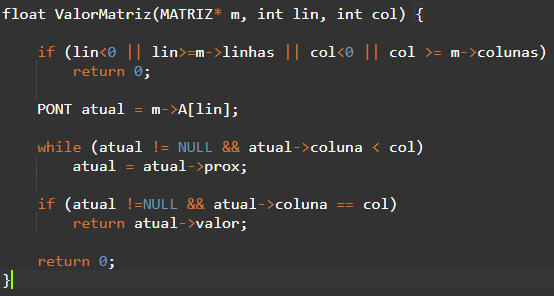 float ValorMatriz(MATRIZ* m, int lin, int col) {
if (lin<0 || lin>=m->linhas || col<0 || col >= m->colunas)
return 0;
PONT atual = m->A[lin];
while (atual != NULL && atual->coluna < col)
atual = atual->prox;
if (atual !=NULL && atual->coluna == col)
return atual->valor;
return 0;
}